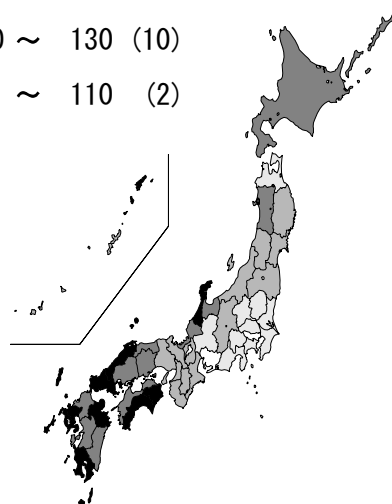 ～ 130 (10)
～ 110 (2)